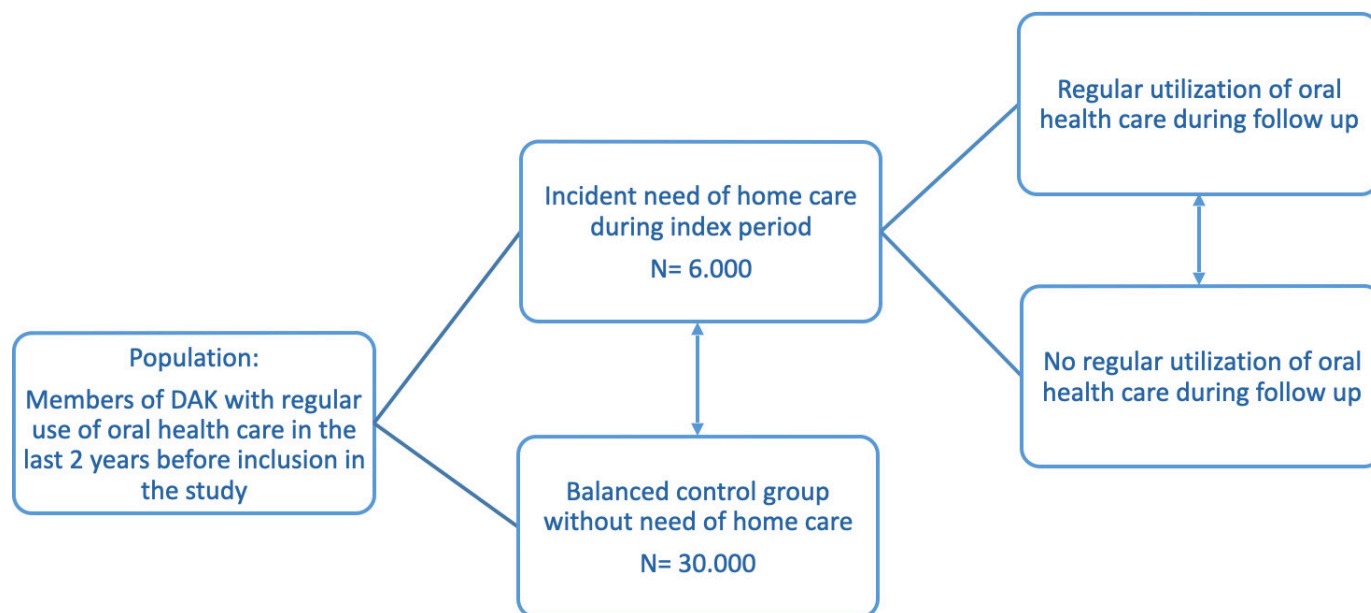 Population:
Members of DAK with regular
use of oral health care in the
last 2 years before inclusion in
the study
Incident need of home care
during index period
N= 6.000
Balanced control group
without need of home care
N= 30.000
Regular utilization of oral
health care during follow up
No regular utilization of oral
health care during follow up